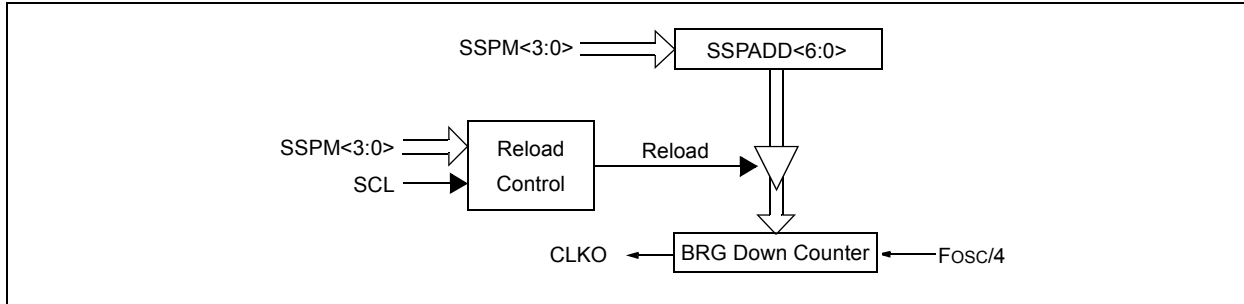 SSPM<3:0>
SSPADD<6:0>
SSPM<3:0>
SCL
Reload
Control
Reload
CLKO
BRG Down Counter
FOSC/4